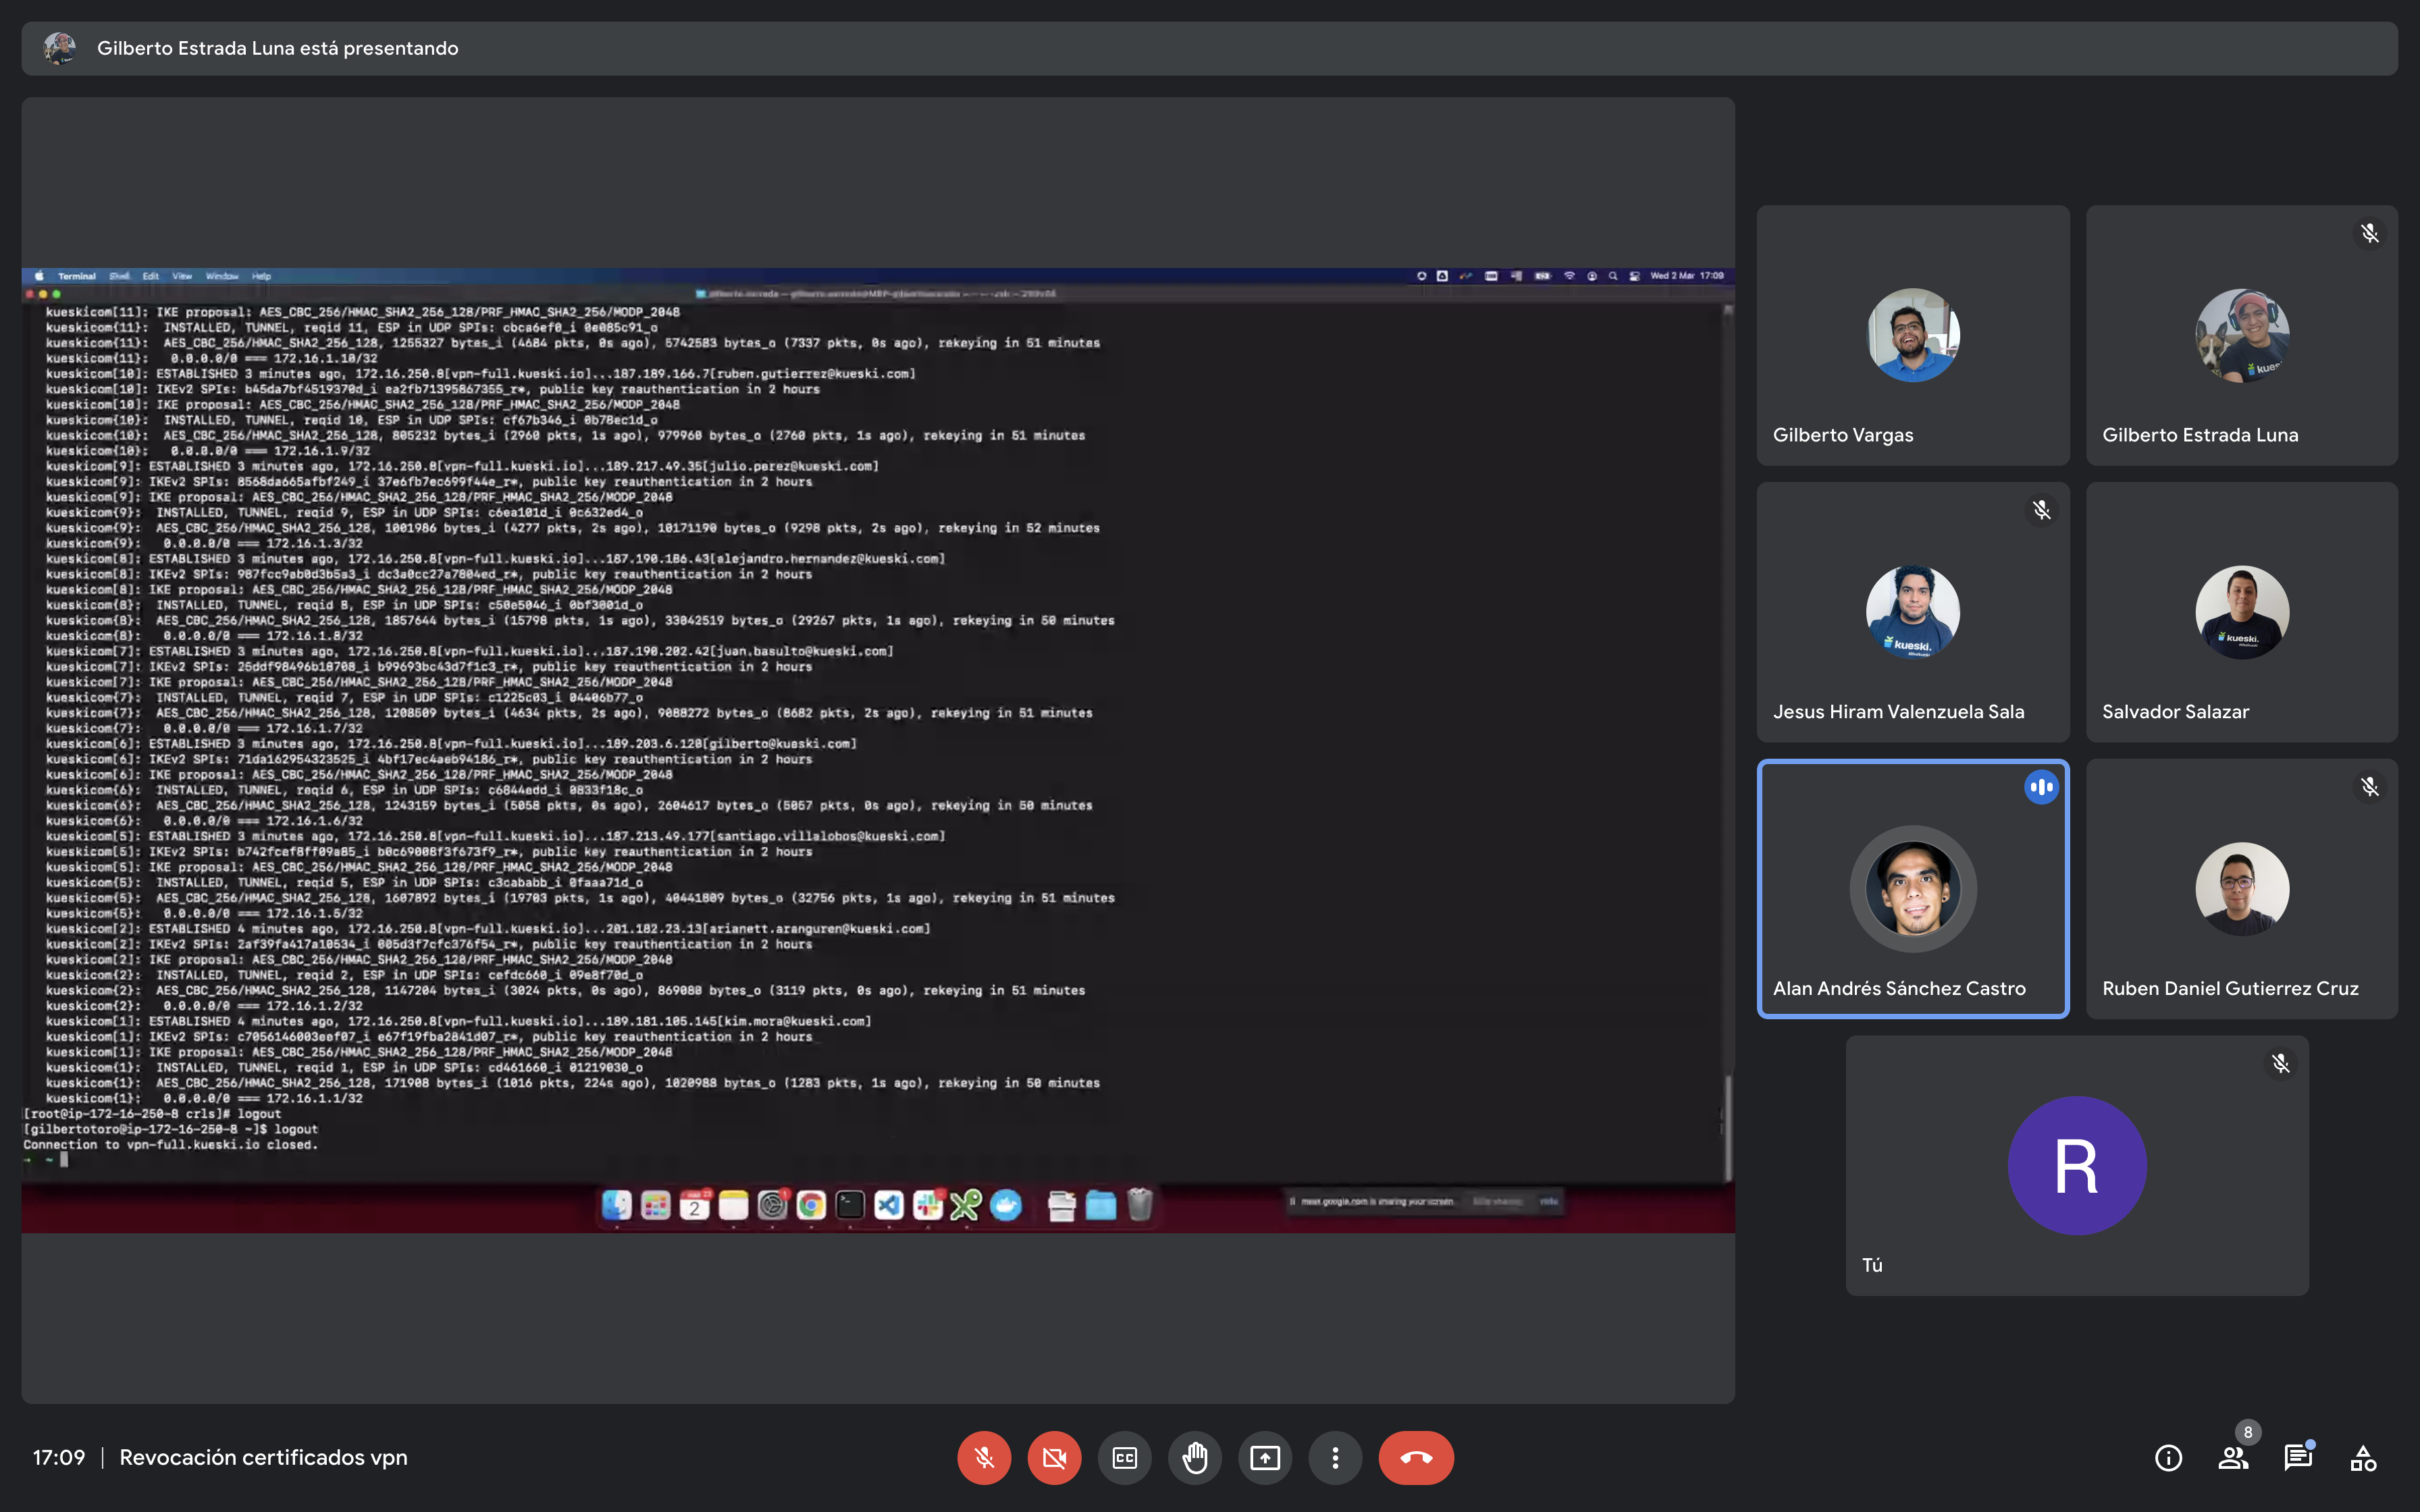 Gilberto Estrada Luna está presentando
Terminal Shell Edit View Window Help
Wed 2 Mar 17:09
kueskicom[11]: IKE proposal: AES_CBC_256/HMAC_SHA2_256_128/PRF_HMAC_SHA2_256/MODP_2048
kueskicom{11}: INSTALLED, TUNNEL, reqid 11, ESP in UDP SPIs: cbca6ef0_i 0e085c91_o
kueskicom{11}: AES_CBC_256/HMAC_SHA2_256_128, 1255327 bytes_i (4684 pkts, 0s ago), 5742583 bytes_o (7337 pkts, 0s ago), rekeying in 51 minutes
kueskicom{11}: 0.0.0.0/0 === 172.16.1.10/32
kueskicom[10]: ESTABLISHED 3 minutes ago, 172.16.250.8[vpn-full.kueski.io]...187.189.166.7[ruben.gutierrez@kueski.com]
kueskicom[10]: IKEv2 SPIs: b45da7bf4519370d_i ea2fb71395867355_r*, public key reauthentication in 2 hours
kueskicom[10]: IKE proposal: AES_CBC_256/HMAC_SHA2_256_128/PRF_HMAC_SHA2_256/MODP_2048
kueskicom{10}: INSTALLED, TUNNEL, reqid 10, ESP in UDP SPIs: cf67b346_i 0b78ec1d_o
kueskicom{10}: AES_CBC_256/HMAC_SHA2_256_128, 805232 bytes_i (2960 pkts, 1s ago), 979960 bytes_o (2760 pkts, 1s ago), rekeying in 51 minutes
kueskicom{10}: 0.0.0.0/0 === 172.16.1.9/32
kueskicom[9]: ESTABLISHED 3 minutes ago, 172.16.250.8[vpn-full.kueski.io]...189.217.49.35[julio.perez@kueski.com]
kueskicom[9]: IKEv2 SPIs: 8568da665afbf249_i 37e6fb7ec699f44e_r*, public key reauthentication in 2 hours
kueskicom[9]: IKE proposal: AES_CBC_256/HMAC_SHA2_256_128/PRF_HMAC_SHA2_256/MODP_2048
kueskicom{9}: INSTALLED, TUNNEL, reqid 9, ESP in UDP SPIs: c6ea101d_i 0c632ed4_o
kueskicom{9}: AES_CBC_256/HMAC_SHA2_256_128, 1001986 bytes_i (4277 pkts, 2s ago), 10171190 bytes_o (9298 pkts, 2s ago), rekeying in 52 minutes
kueskicom{9}: 0.0.0.0/0 === 172.16.1.3/32
kueskicom[8]: ESTABLISHED 3 minutes ago, 172.16.250.8[vpn-full.kueski.io]...187.190.186.43[alejandro.hernandez@kueski.com]
kueskicom[8]: IKEv2 SPIs: 987fcc9ab0d3b5a3_i dc3a0cc27a7804ed_r*, public key reauthentication in 2 hours
kueskicom[8]: IKE proposal: AES_CBC_256/HMAC_SHA2_256_128/PRF_HMAC_SHA2_256/MODP_2048
kueskicom{8}: INSTALLED, TUNNEL, reqid 8, ESP in UDP SPIs: c50e5046_i 0bf3001d_o
kueskicom{8}: AES_CBC_256/HMAC_SHA2_256_128, 1857644 bytes_i (15798 pkts, 1s ago), 33042519 bytes_o (29267 pkts, 1s ago), rekeying in 50 minutes
kueskicom{8}: 0.0.0.0/0 === 172.16.1.8/32
kueskicom[7]: ESTABLISHED 3 minutes ago, 172.16.250.8[vpn-full.kueski.io]...187.190.202.42[juan.basulto@kueski.com]
kueskicom[7]: IKEv2 SPIs: 25ddf98496b18708_i b99693bc43d7f1c3_r*, public key reauthentication in 2 hours
kueskicom[7]: IKE proposal: AES_CBC_256/HMAC_SHA2_256_128/PRF_HMAC_SHA2_256/MODP_2048
kueskicom{7}: INSTALLED, TUNNEL, reqid 7, ESP in UDP SPIs: c1225c03_i 04406b77_o
kueskicom{7}: AES_CBC_256/HMAC_SHA2_256_128, 1208509 bytes_i (4634 pkts, 2s ago), 9088272 bytes_o (8682 pkts, 2s ago), rekeying in 51 minutes
kueskicom{7}: 0.0.0.0/0 === 172.16.1.7/32
kueskicom[6]: ESTABLISHED 3 minutes ago, 172.16.250.8[vpn-full.kueski.io]...189.203.6.120[gilberto@kueski.com]
kueskicom[6]: IKEv2 SPIs: 71da162954323525_i 4bf17ec4aeb94186_r*, public key reauthentication in 2 hours
kueskicom[6]: IKE proposal: AES_CBC_256/HMAC_SHA2_256_128/PRF_HMAC_SHA2_256/MODP_2048
kueskicom{6}: INSTALLED, TUNNEL, reqid 6, ESP in UDP SPIs: c6844edd_i 0833f18c_o
kueskicom{6}: AES_CBC_256/HMAC_SHA2_256_128, 1243159 bytes_i (5058 pkts, 0s ago), 2604617 bytes_o (5057 pkts, 0s ago), rekeying in 50 minutes
kueskicom{6}: 0.0.0.0/0 === 172.16.1.6/32
kueskicom[5]: ESTABLISHED 3 minutes ago, 172.16.250.8[vpn-full.kueski.io]...187.213.49.177[santiago.villalobos@kueski.com]
kueskicom[5]: IKEv2 SPIs: b742fcef8ff09a85_i b0c69008f3f673f9_r*, public key reauthentication in 2 hours
kueskicom[5]: IKE proposal: AES_CBC_256/HMAC_SHA2_256_128/PRF_HMAC_SHA2_256/MODP_2048
kueskicom{5}: INSTALLED, TUNNEL, reqid 5, ESP in UDP SPIs: c3cababb_i 0faaa71d_o
kueskicom{5}: AES_CBC_256/HMAC_SHA2_256_128, 1607892 bytes_i (19703 pkts, 1s ago), 40441809 bytes_o (32756 pkts, 1s ago), rekeying in 51 minutes
kueskicom{5}: 0.0.0.0/0 === 172.16.1.5/32
kueskicom[2]: ESTABLISHED 4 minutes ago, 172.16.250.8[vpn-full.kueski.io]...201.182.23.13[arianett.aranguren@kueski.com]
kueskicom[2]: IKEv2 SPIs: 2af39fa417a10534_i 005d3f7cfc376f54_r*, public key reauthentication in 2 hours
kueskicom[2]: IKE proposal: AES_CBC_256/HMAC_SHA2_256_128/PRF_HMAC_SHA2_256/MODP_2048
kueskicom{2}: INSTALLED, TUNNEL, reqid 2, ESP in UDP SPIs: cefdc660_i 09e8f70d_o
kueskicom{2}: AES_CBC_256/HMAC_SHA2_256_128, 1147204 bytes_i (3024 pkts, 0s ago), 869080 bytes_o (3119 pkts, 0s ago), rekeying in 51 minutes
kueskicom{2}: 0.0.0.0/0 === 172.16.1.2/32
kueskicom[1]: ESTABLISHED 4 minutes ago, 172.16.250.8[vpn-full.kueski.io]...189.181.105.145[kim.mora@kueski.com]
kueskicom[1]: IKEv2 SPIs: c7056146003eef07_i e67f19fba2841d07_r*, public key reauthentication in 2 hours
kueskicom[1]: IKE proposal: AES_CBC_256/HMAC_SHA2_256_128/PRF_HMAC_SHA2_256/MODP_2048
kueskicom{1}: INSTALLED, TUNNEL, reqid 1, ESP in UDP SPIs: cd461660_i 01219030_o
kueskicom{1}: AES_CBC_256/HMAC_SHA2_256_128, 171908 bytes_i (1016 pkts, 224s ago), 1020988 bytes_o (1283 pkts, 1s ago), rekeying in 50 minutes
kueskicom{1}: 0.0.0.0/0 === 172.16.1.1/32
[root@ip-172-16-250-8 crls]# logout
[gilbertotoro@ip-172-16-250-8 ~]$ logout
Connection to vpn-full.kueski.io closed.
→ ~
2
meet.google.com is sharing your screen.
Gilberto Vargas
kues
Gilberto Estrada Luna
kueski.
Jesus Hiram Valenzuela Sala
kueski.
Salvador Salazar
Alan Andrés Sánchez Castro
Ruben Daniel Gutierrez Cruz
R
Tú
17:09 | Revocación certificados vpn
CC
8